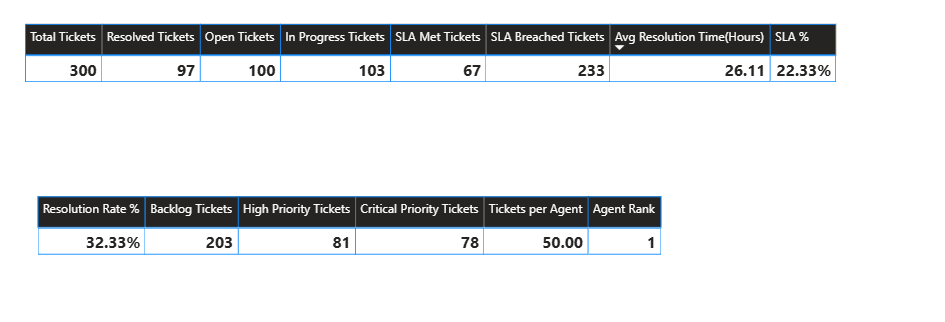 Total Tickets Resolved Tickets Open Tickets In Progress Tickets SLA Met Tickets SLA Breached Tickets Avg Resolution Time(Hours) SLA %
300 97 100 103 67 233 26.11 22.33%
Resolution Rate % Backlog Tickets High Priority Tickets Critical Priority Tickets Tickets per Agent Agent Rank
32.33% 203 81 78 50.00 1